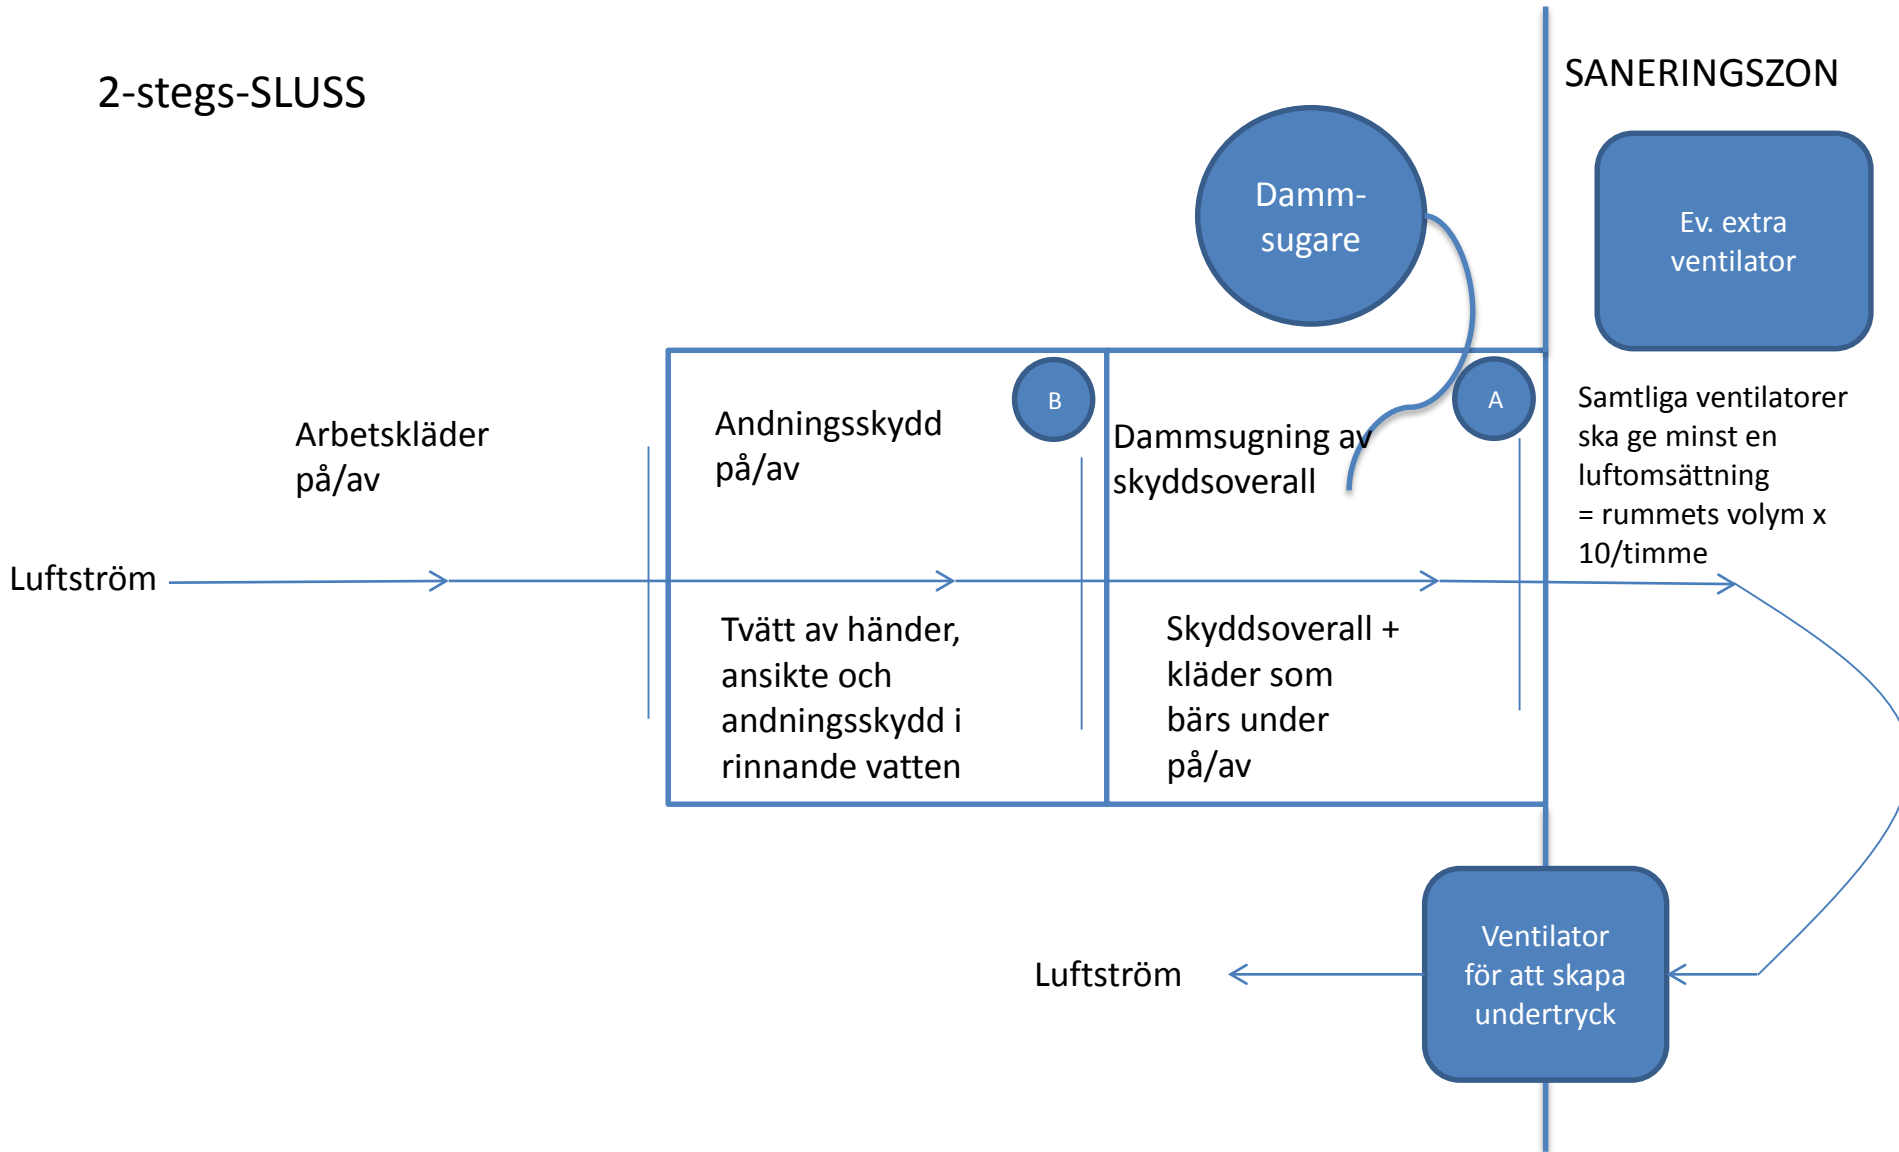 2-stegs-SLUSS
SANERINGSZON
Damm-
sugare
Ev. extra
ventilator
Arbetskläder
på/av
Andningsskydd
på/av
B
Dammsugning av
skyddsoverall
A
Samtliga ventilatorer
ska ge minst en
luftomsättning
= rummets volym x
10/timme
Luftström
Tvätt av händer,
ansikte och
andningsskydd i
rinnande vatten
Skyddsoverall +
kläder som
bärs under
på/av
Luftström
Ventilator
för att skapa
undertryck